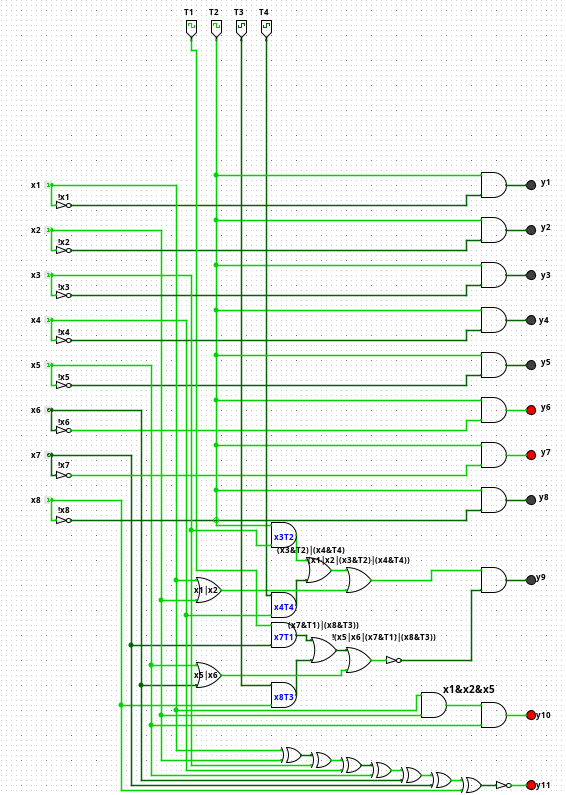 T1 T2 T3 T4
x1
!x1
y1
x2
!x2
y2
x3
!x3
y3
x4
!x4
y4
x5
!x5
y5
x6
!x6
y6
x7
!x7
y7
x8
!x8
y8
x3T2
(x3&T2)|(x4&T4)
(x1|x2|(x3&T2)|(x4&T4))
y9
x1|x2
x4T4
(x7&T1)|(x8&T3))
x7T1
!(x5|x6|(x7&T1)|(x8&T3))
x5|x6
x8T3
x1&x2&x5
y10
y11